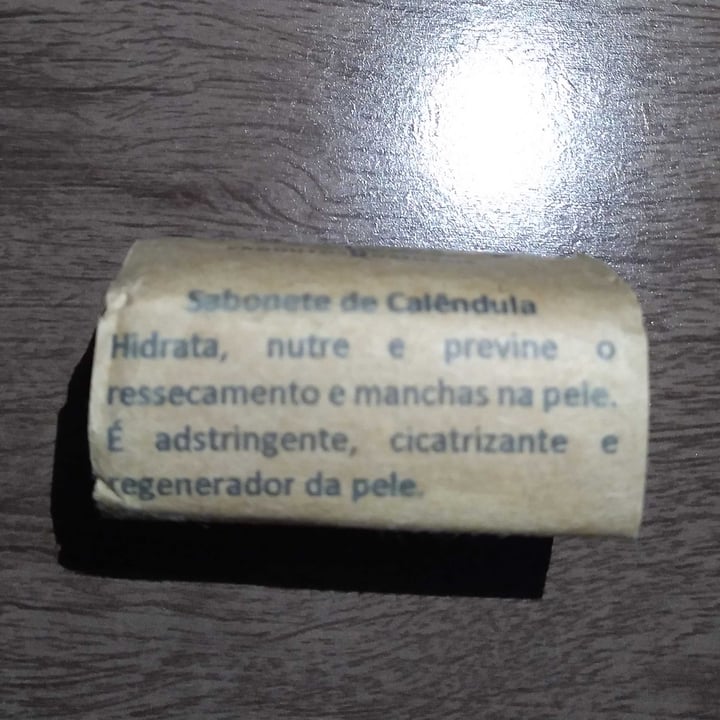 Sabonete de Calêndula
Hidrata, nutre e previne o
ressecamento e manchas na pele.
É adstringente, cicatrizante e
regenerador da pele.